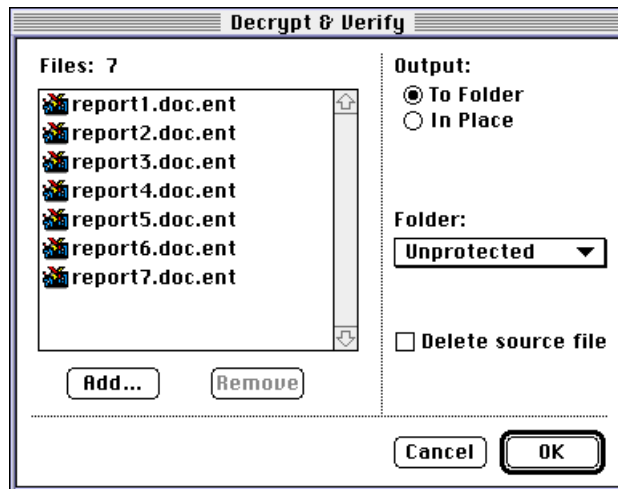 Decrypt & Verify
Files: 7
report1.doc.ent
report2.doc.ent
report3.doc.ent
report4.doc.ent
report5.doc.ent
report6.doc.ent
report7.doc.ent
Add...
Remove
Output:
To Folder
In Place
Folder:
Unprotected
Delete source file
Cancel
OK